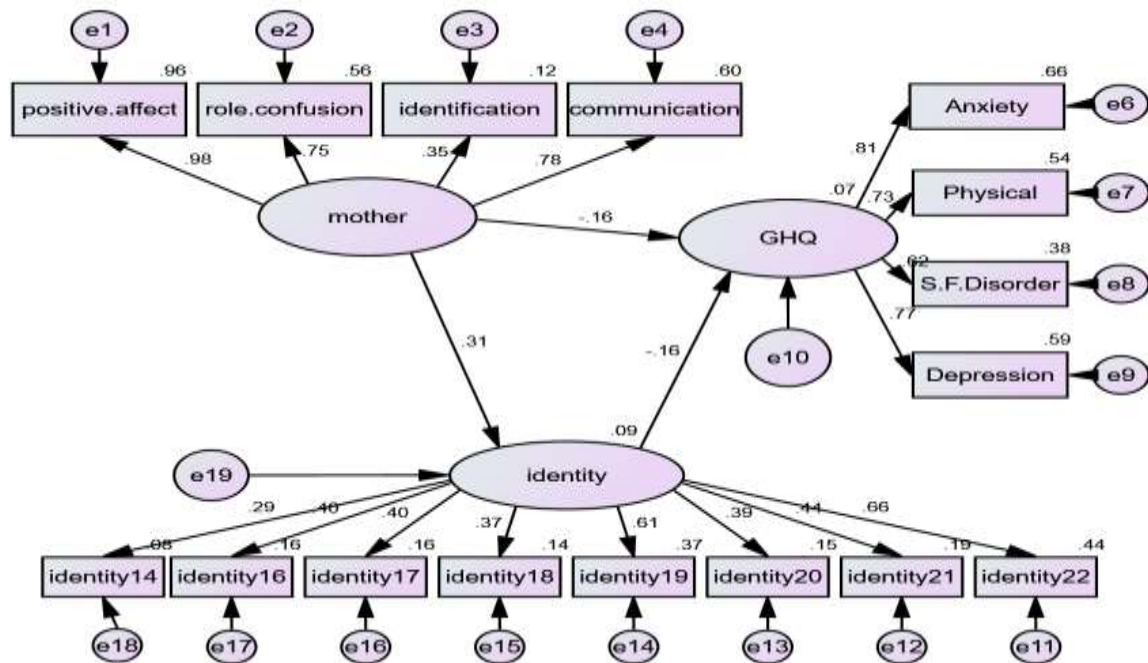 e1
e2
e3
e4
.96
.56
.12
.60
.66
positive.affect
role.confusion
identification
communication
Anxiety
e6
.98
.75
.35
.78
.81
.54
.07
.73
Physical
e7
mother
-.16
GHQ
.38
.62
S.F.Disorder
e8
.77
.59
e10
Depression
e9
.31
-.16
.09
e19
identity
.29
.40
.40
.37
.61
.39
.44
.66
.08
.16
.16
.14
.37
.15
.19
.44
identity14
identity16
identity17
identity18
identity19
identity20
identity21
identity22
e18
e17
e16
e15
e14
e13
e12
e11